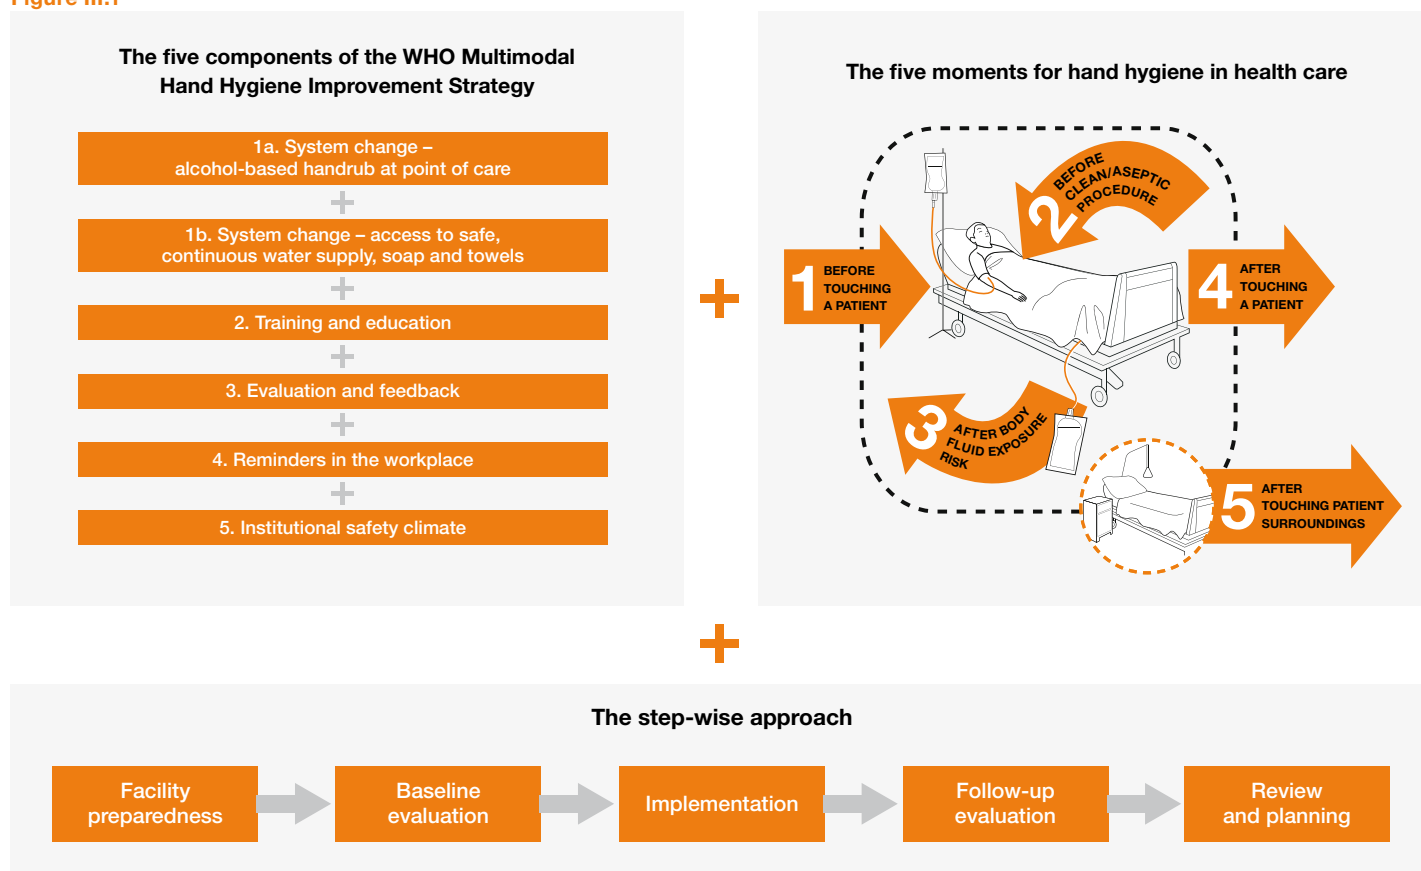 Figure III.1
The five components of the WHO Multimodal
Hand Hygiene Improvement Strategy
1a. System change –
alcohol-based handrub at point of care
1b. System change – access to safe,
continuous water supply, soap and towels
2. Training and education
3. Evaluation and feedback
4. Reminders in the workplace
5. Institutional safety climate
The five moments for hand hygiene in health care
1
BEFORE
TOUCHING
A PATIENT
2
BEFORE
CLEAN/ASEPTIC
PROCEDURE
3
AFTER BODY
FLUID EXPOSURE
RISK
4
AFTER
TOUCHING
A PATIENT
5
AFTER
TOUCHING PATIENT
SURROUNDINGS
The step-wise approach
Facility
preparedness
Baseline
evaluation
Implementation
Follow-up
evaluation
Review
and planning